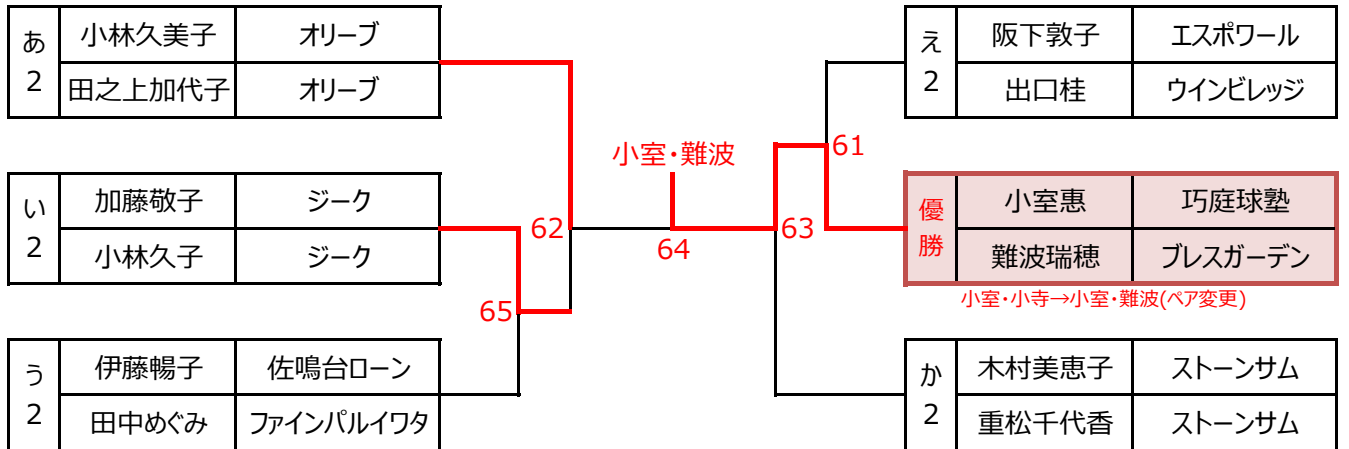 あ
2
小林久美子 オリーブ
田之上加代子 オリーブ
い
2
加藤敬子 ジーク
小林久子 ジーク
う
2
伊藤暢子 佐鳴台ローン
田中めぐみ ファインパルイワタ
62
65
小室・難波
64
63
61
え
2
阪下敦子 エスポワール
出口桂 ウインビレッジ
優
勝
小室惠 巧庭球塾
難波瑞穂 ブレスガーデン
小室・小寺→小室・難波(ペア変更)
か
2
木村美恵子 ストーンサム
重松千代香 ストーンサム